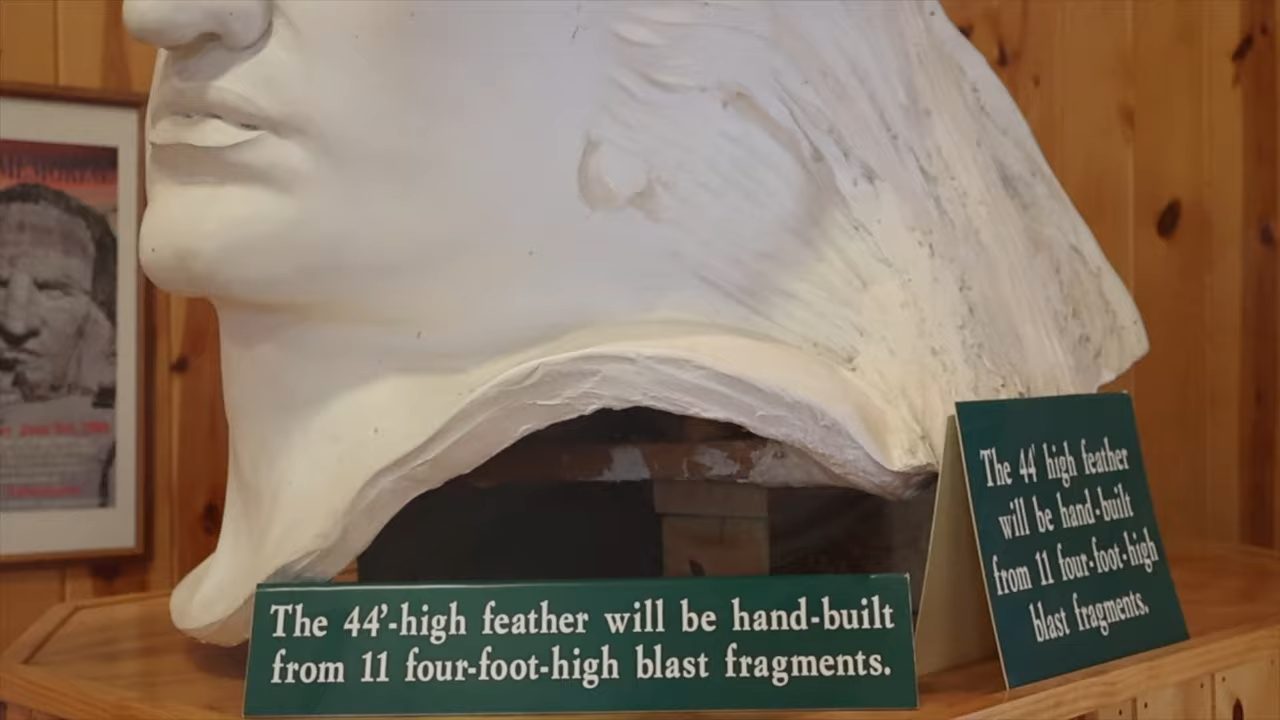 The 44’-high feather will be hand-built
from 11 four-foot-high blast fragments.
The 44' high feather
will be hand-built
from 11 four-foot-high
blast fragments.